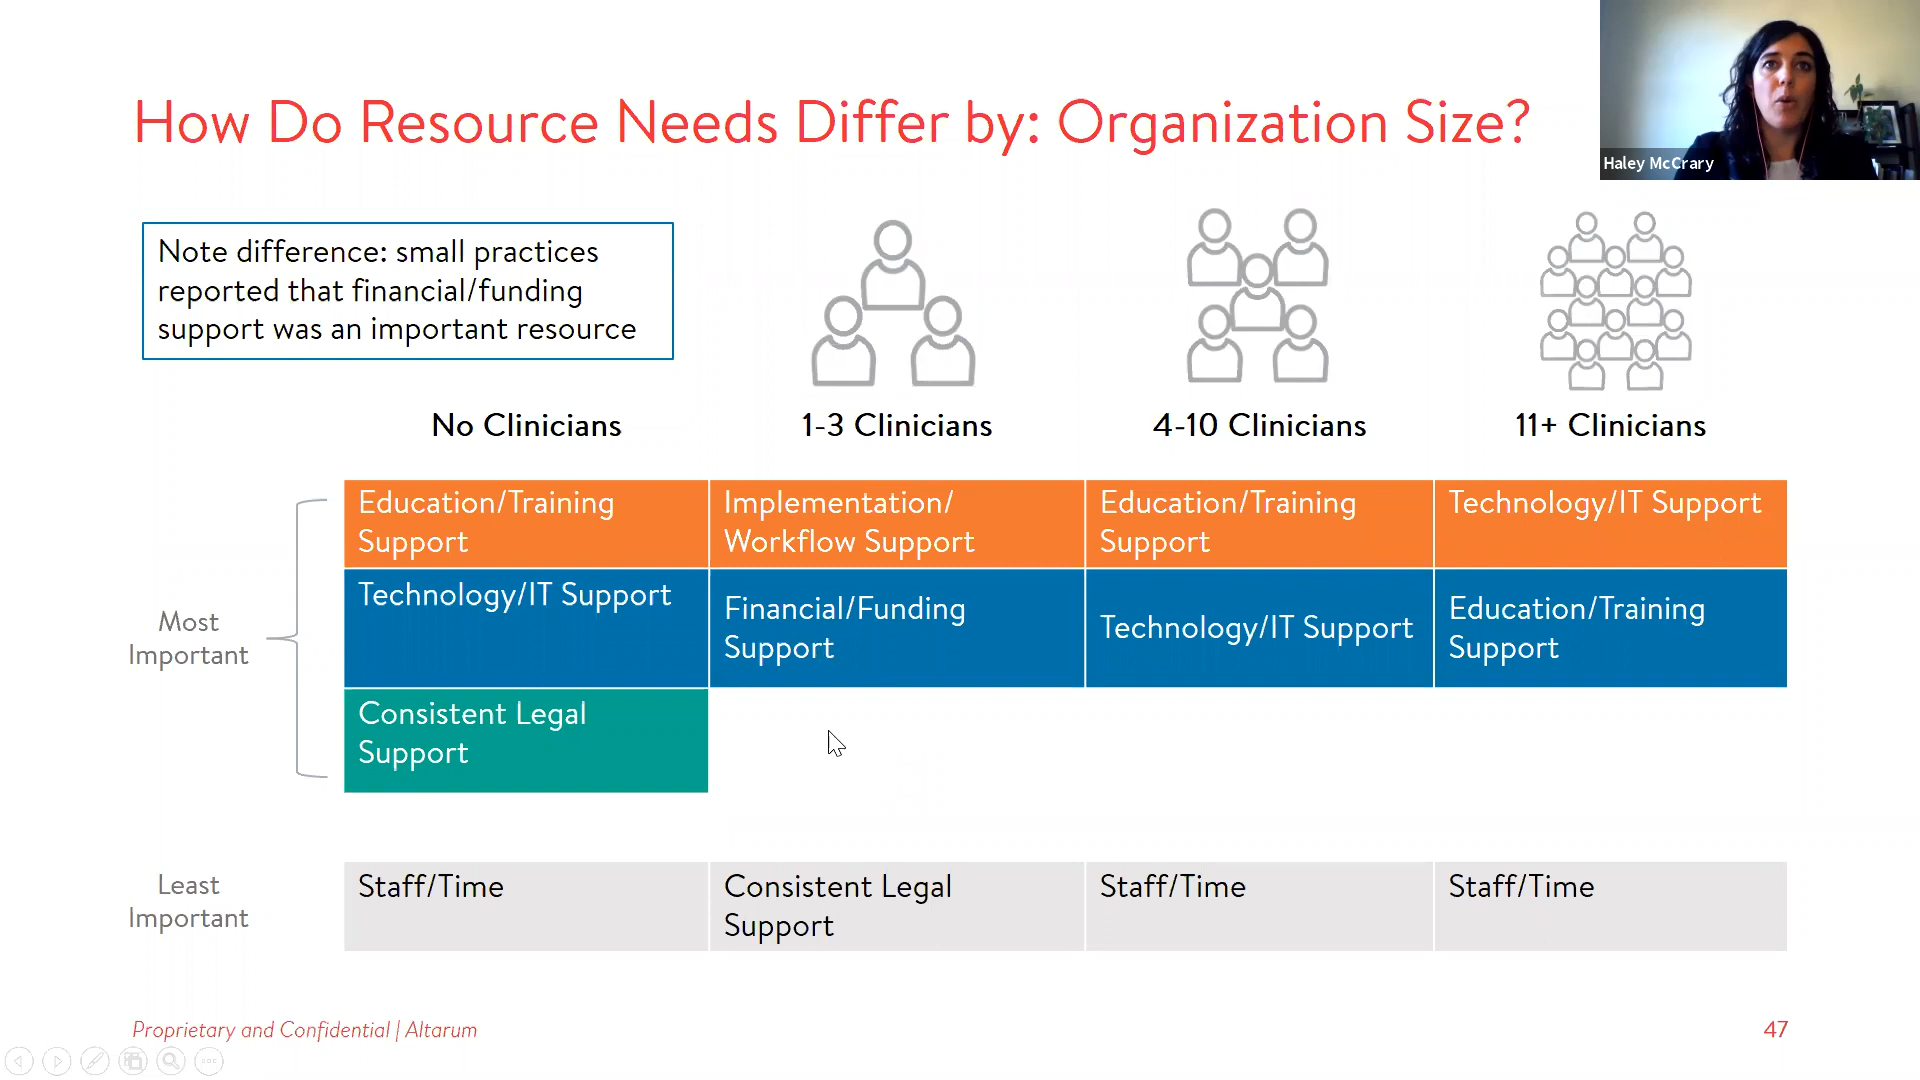 How Do Resource Needs Differ by: Organization Size?
Haley McCrary
Note difference: small practices
reported that financial/funding
support was an important resource
No Clinicians
1-3 Clinicians
4-10 Clinicians
11+ Clinicians
Most
Important
Education/Training
Support
Implementation/
Workflow Support
Education/Training
Support
Technology/IT Support
Technology/IT Support
Financial/Funding
Support
Technology/IT Support
Education/Training
Support
Consistent Legal
Support
Least
Important
Staff/Time
Consistent Legal
Support
Staff/Time
Staff/Time
Proprietary and Confidential | Altarum
47